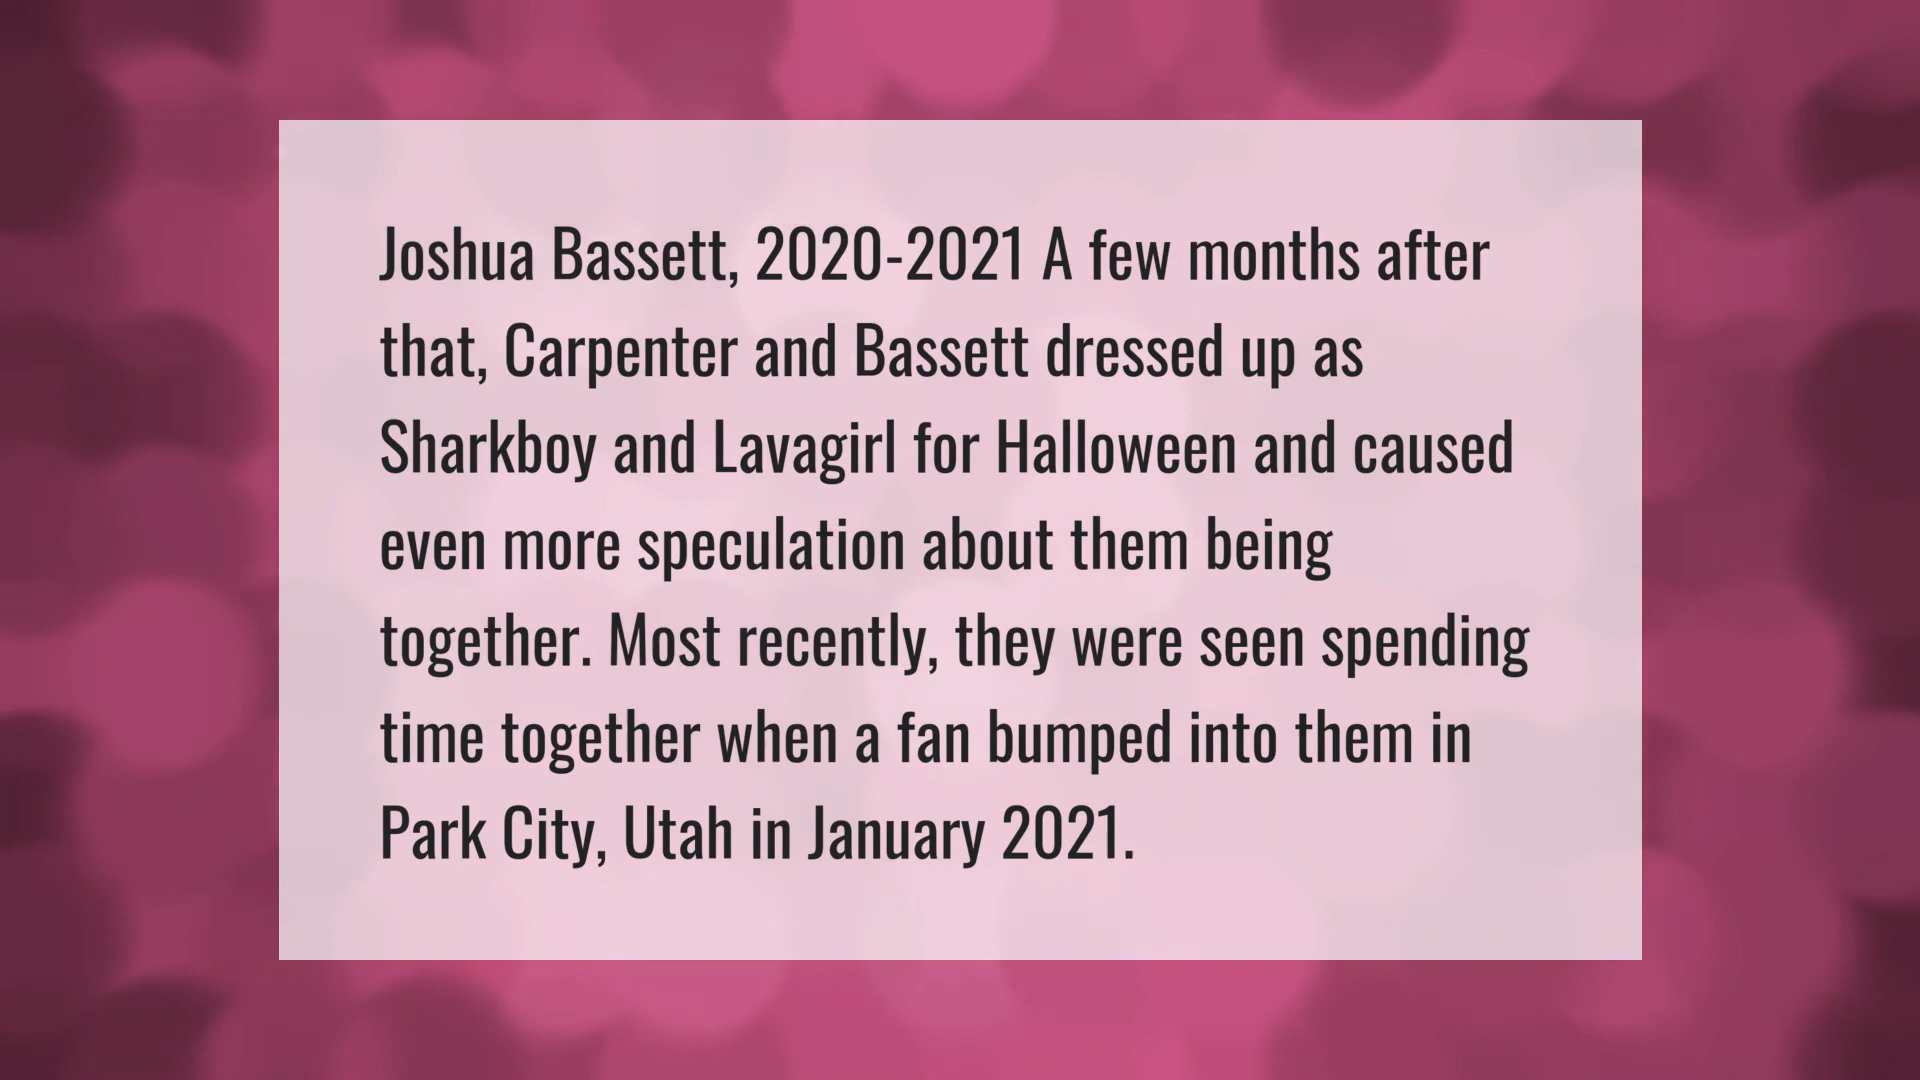 Joshua Bassett, 2020-2021 A few months after
that, Carpenter and Bassett dressed up as
Sharkboy and Lavagirl for Halloween and caused
even more speculation about them being
together. Most recently, they were seen spending
time together when a fan bumped into them in
Park City, Utah in January 2021.